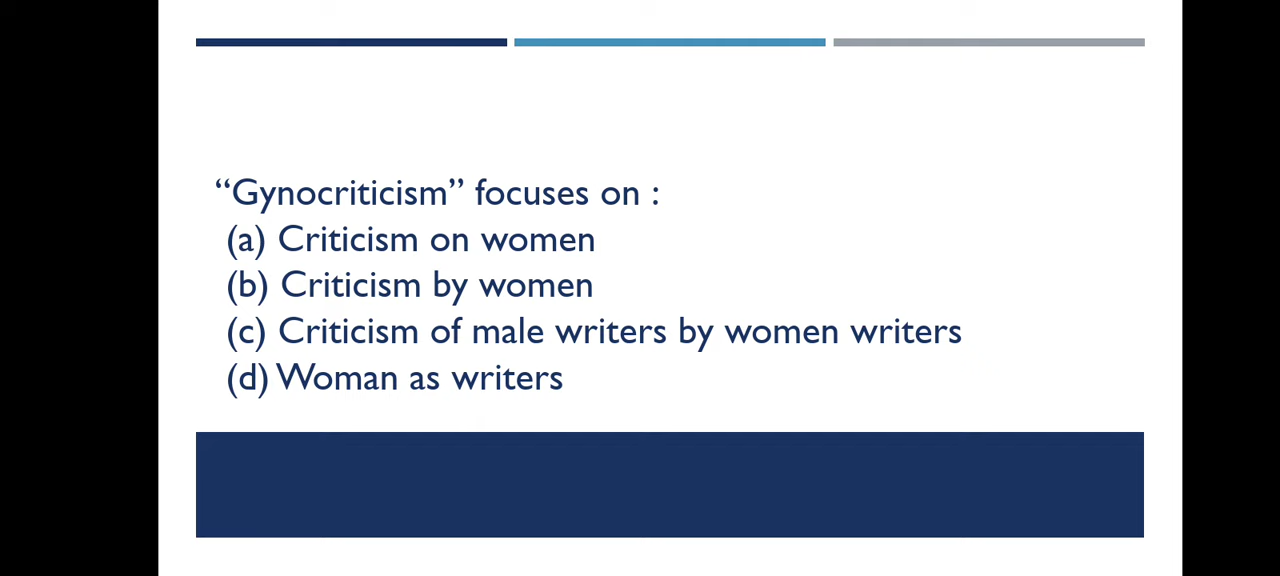 “Gynocriticism” focuses on :
(a) Criticism on women
(b) Criticism by women
(c) Criticism of male writers by women writers
(d) Woman as writers